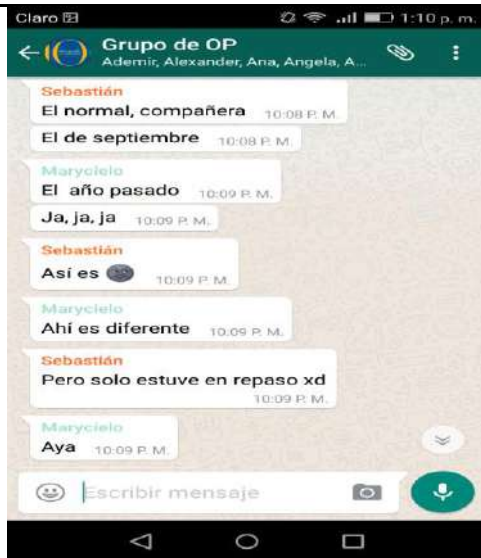 Claro
1:10 p. m.
Grupo de OP
Ademir, Alexander, Ana, Angela, A...
Sebastián
El normal, compañera 10:08 P. M.
El de septiembre 10:08 P. M.
Marycielo
El año pasado 10:09 P. M.
Ja, ja, ja 10:09 P. M.
Sebastián
Así es 10:09 P. M.
Marycielo
Ahí es diferente 10:09 P. M.
Sebastián
Pero solo estuve en repaso xd
10:09 P. M.
Marycielo
Aya 10:09 P. M.
Escribir mensaje